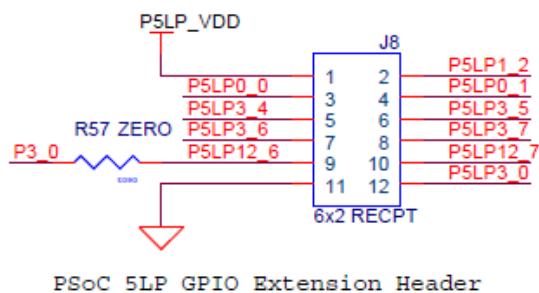 P5LP_VDD
J8
1 2 P5LP1_2
P5LP0_0 3 4 P5LP0_1
P5LP3_4 5 6 P5LP3_5
P5LP3_6 7 8 P5LP3_7
R57 ZERO
P3_0 P5LP12_6 9 10 P5LP12_7
11 12 P5LP3_0
6x2 RECPT
PSoC 5LP GPIO Extension Header